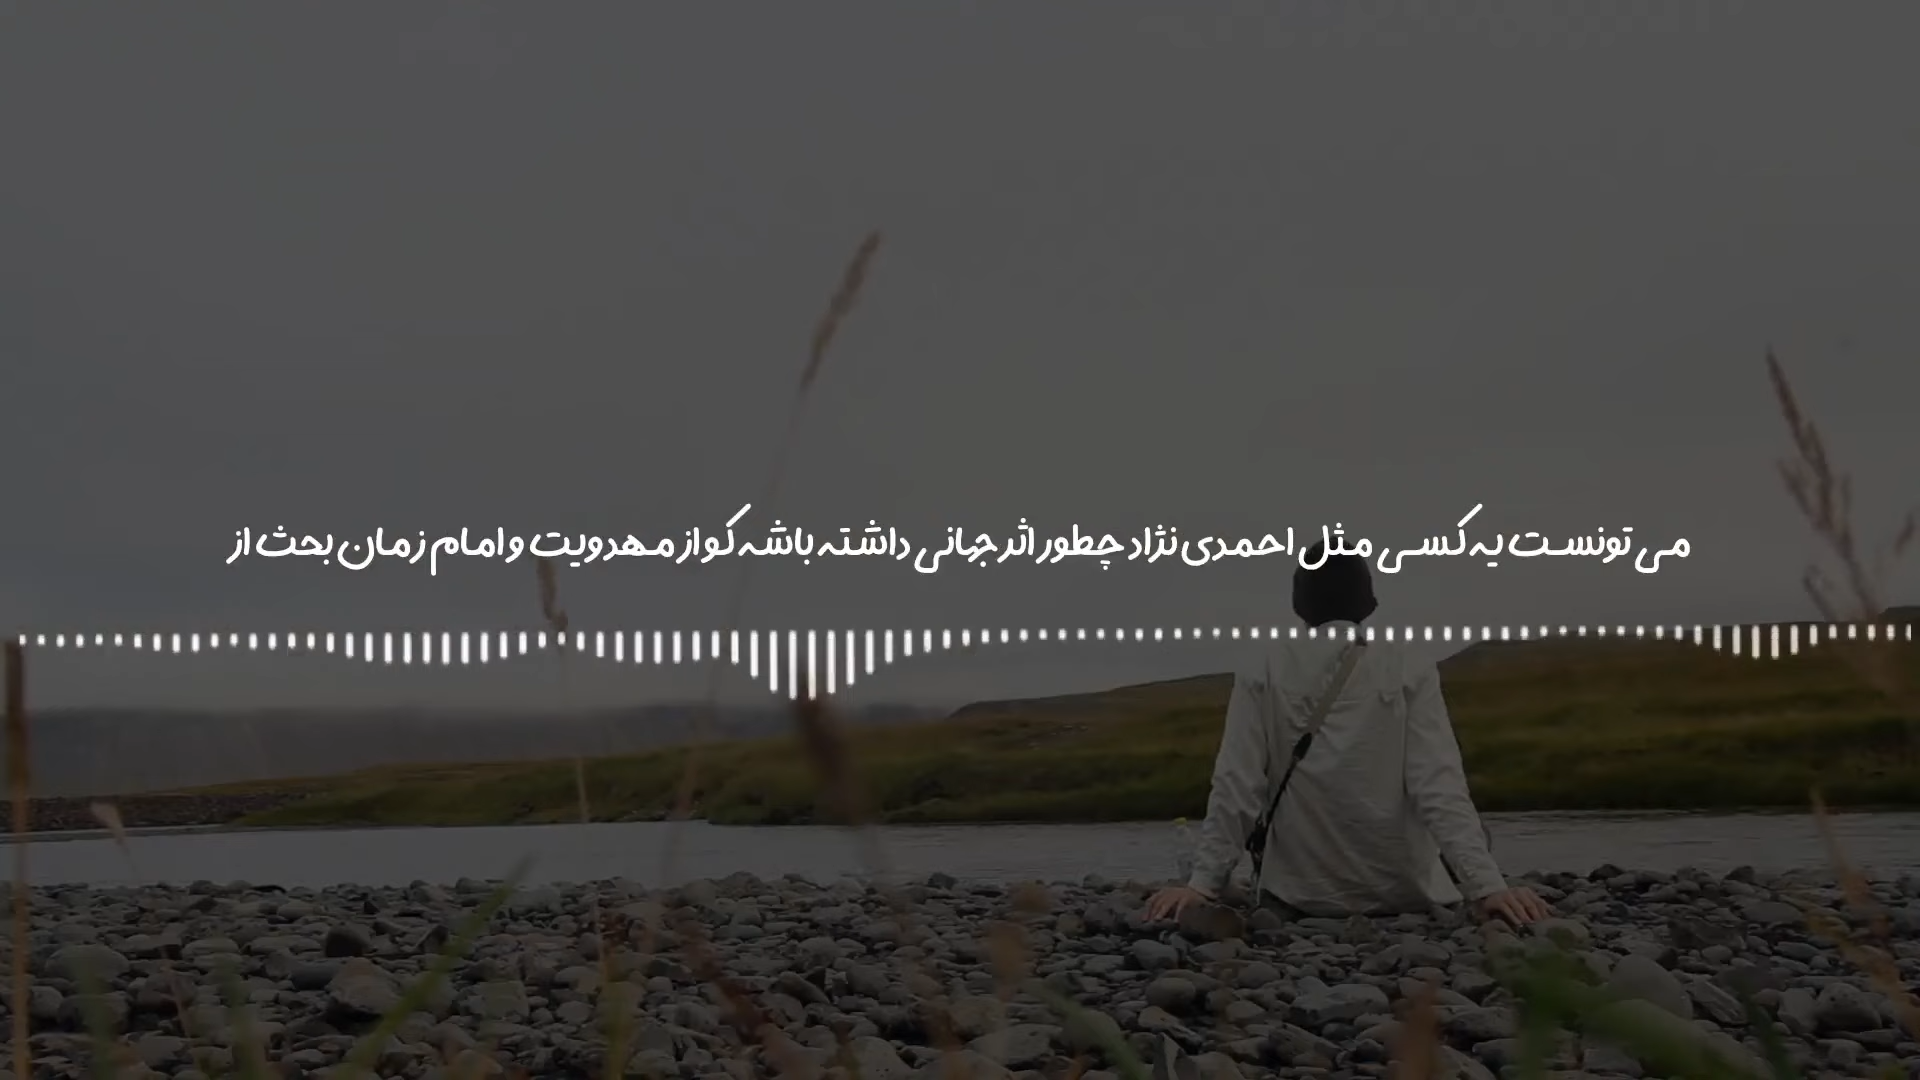 می تونست یه کسی مثل احمدی نژاد چطور اثر جهانی داشته باشه کو از مهدویت و امام زمان بحث از